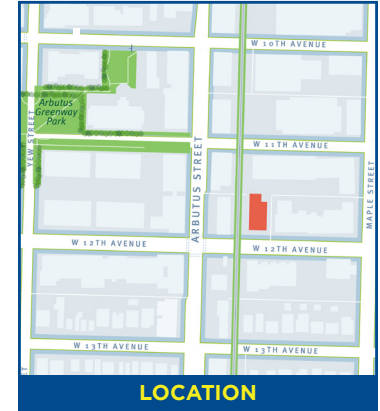 W 10TH AVENUE
Arbutus
Greenway
Park
YEW STREET
W 11TH AVENUE
ARBUTUS STREET
MAPLE STREET
W 12TH AVENUE
W 12TH AVENUE
W 13TH AVENUE
W 13TH AVENUE
LOCATION